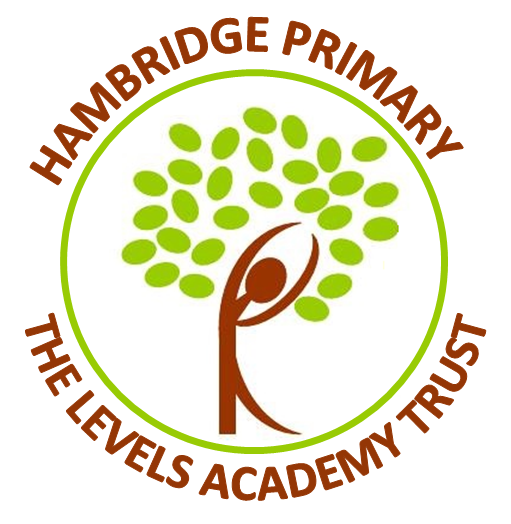 HAMBRIDGE PRIMARY
THE LEVELS ACADEMY TRUST